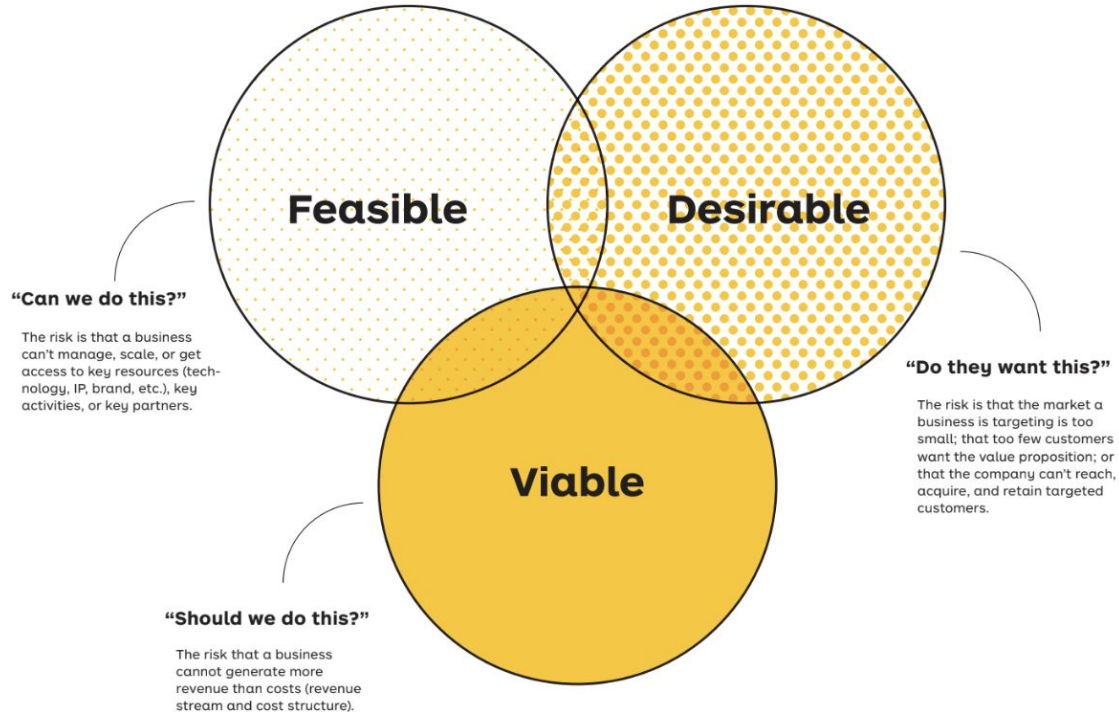 Feasible
Desirable
Viable
“Can we do this?”
The risk is that a business
can’t manage, scale, or get
access to key resources (tech-
nology, IP, brand, etc.), key
activities, or key partners.
“Do they want this?”
The risk is that the market a
business is targeting is too
small; that too few customers
want the value proposition; or
that the company can’t reach,
acquire, and retain targeted
customers.
“Should we do this?”
The risk that a business
cannot generate more
revenue than costs (revenue
stream and cost structure).